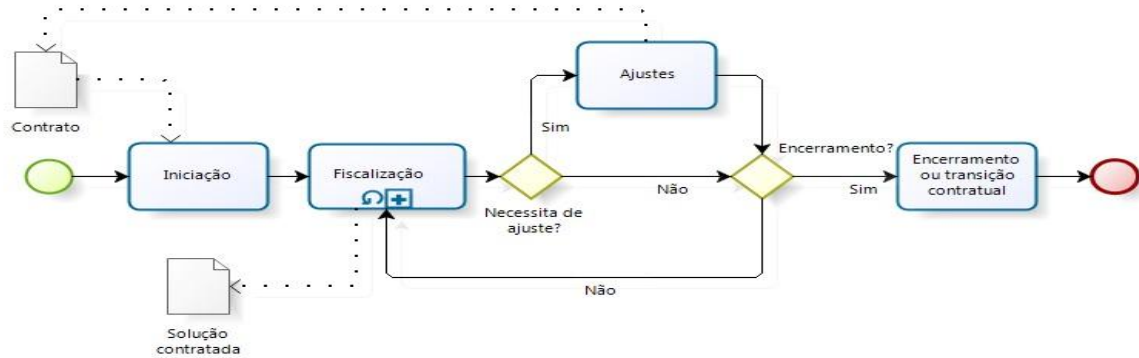 Contrato
Iniciação
Fiscalização
Necessita de
ajuste?
Sim
Ajustes
Não
Encerramento?
Sim
Encerramento
ou transição
contratual
Não
Solução
contratada